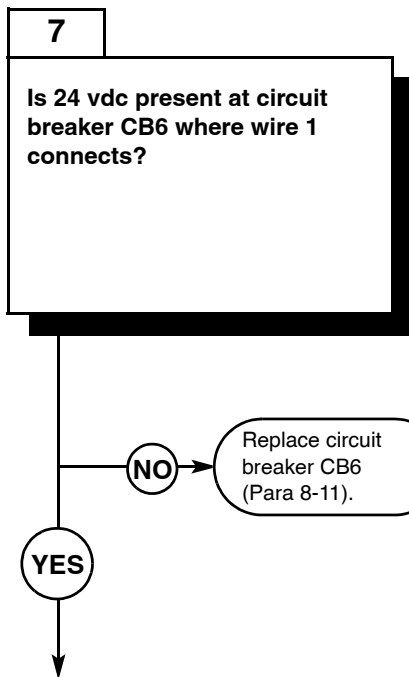 7
Is 24 vdc present at circuit
breaker CB6 where wire 1
connects?
NO
Replace circuit
breaker CB6
(Para 8-11).
YES